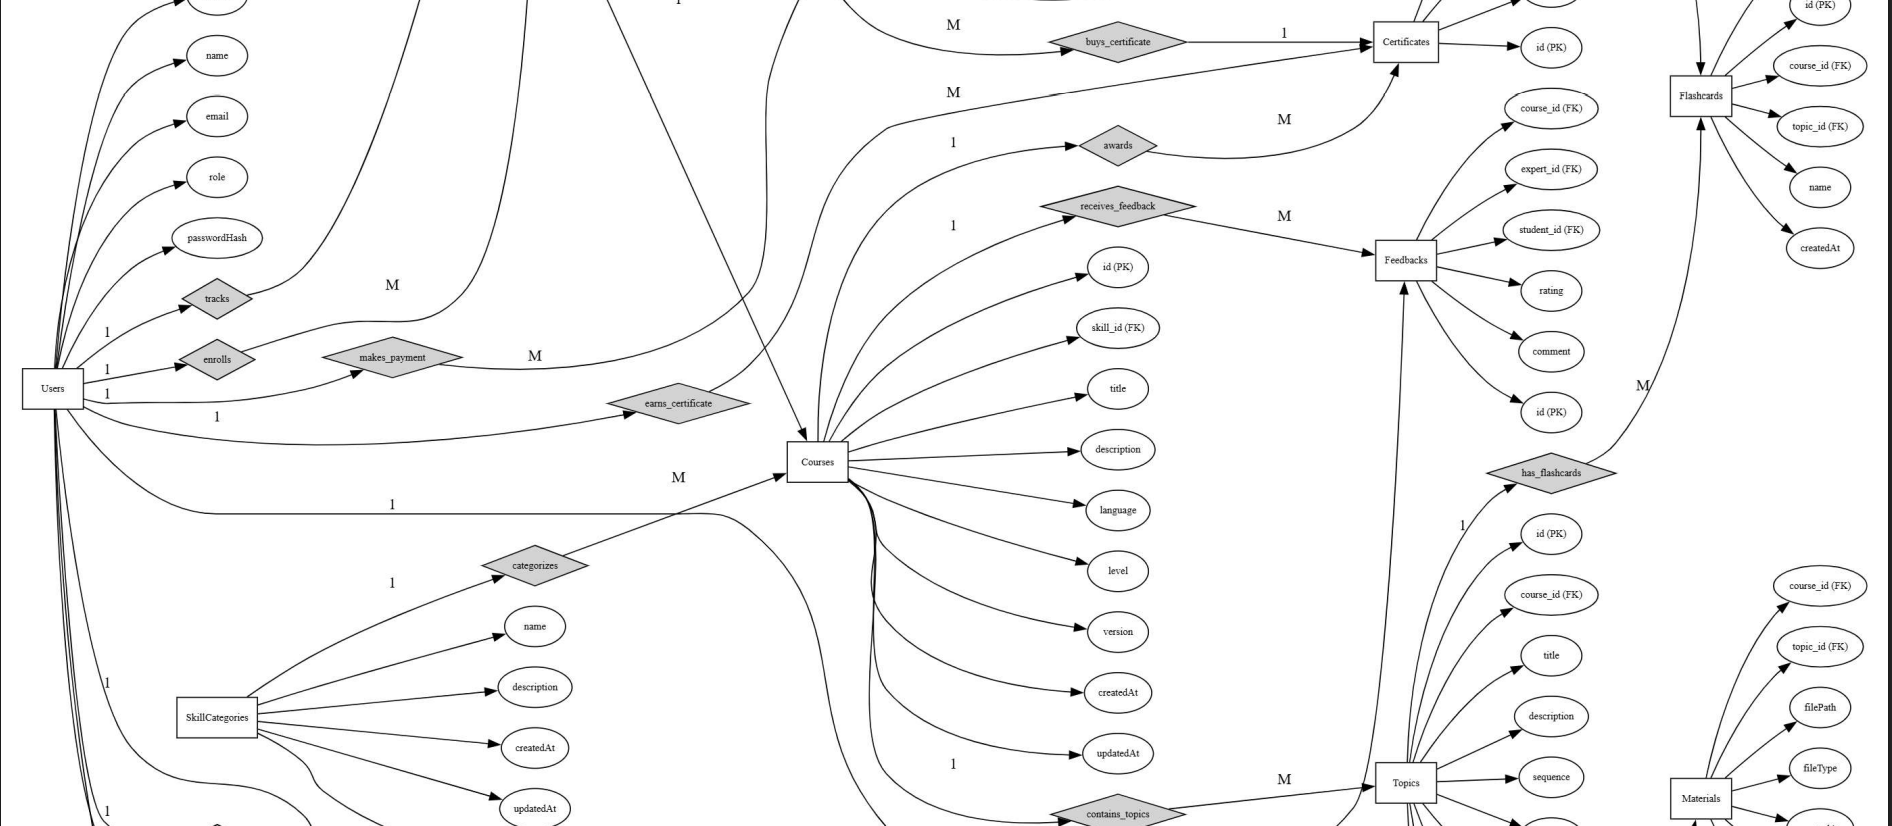 name
email
role
passwordHash
tracks
M
1
enrolls
1
1
makes_payment
M
Users
1
earns_certificate
1
M
1
categorizes
name
description
SkillCategories
createdAt
updatedAt
1
1
M
buys_certificate
1
Certificates
id (PK)
M
1
awards
M
receives_feedback
1
M
id (PK)
skill_id (FK)
title
Courses
description
language
level
version
createdAt
updatedAt
1
contains_topics
M
course_id (FK)
expert_id (FK)
student_id (FK)
Feedbacks
rating
comment
id (PK)
has_flashcards
M
1
id (PK)
course_id (FK)
title
description
sequence
Topics
id (PK)
course_id (FK)
Flashcards
topic_id (FK)
name
createdAt
course_id (FK)
topic_id (FK)
filePath
fileType
Materials